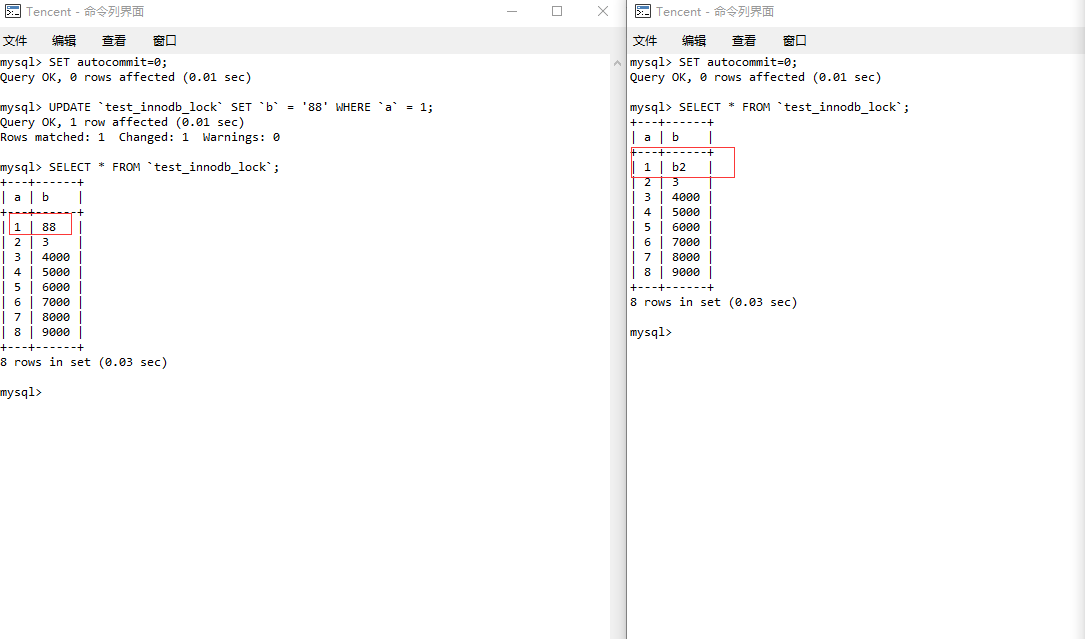 Tencent - 命令列界面
文件 编辑 查看 窗口
mysql> SET autocommit=0;
Query OK, 0 rows affected (0.01 sec)
mysql> UPDATE `test_innodb_lock` SET `b` = '88' WHERE `a` = 1;
Query OK, 1 row affected (0.01 sec)
Rows matched: 1  Changed: 1  Warnings: 0
mysql> SELECT * FROM `test_innodb_lock`;
+---+------+
| a | b    |
+---+------+
| 1 | 88   |
| 2 | 3    |
| 3 | 4000 |
| 4 | 5000 |
| 5 | 6000 |
| 6 | 7000 |
| 7 | 8000 |
| 8 | 9000 |
+---+------+
8 rows in set (0.03 sec)
mysql>
Tencent - 命令列界面
文件 编辑 查看 窗口
mysql> SET autocommit=0;
Query OK, 0 rows affected (0.01 sec)
mysql> SELECT * FROM `test_innodb_lock`;
+---+------+
| a | b    |
+---+------+
| 1 | b2   |
| 2 | 3    |
| 3 | 4000 |
| 4 | 5000 |
| 5 | 6000 |
| 6 | 7000 |
| 7 | 8000 |
| 8 | 9000 |
+---+------+
8 rows in set (0.03 sec)
mysql>